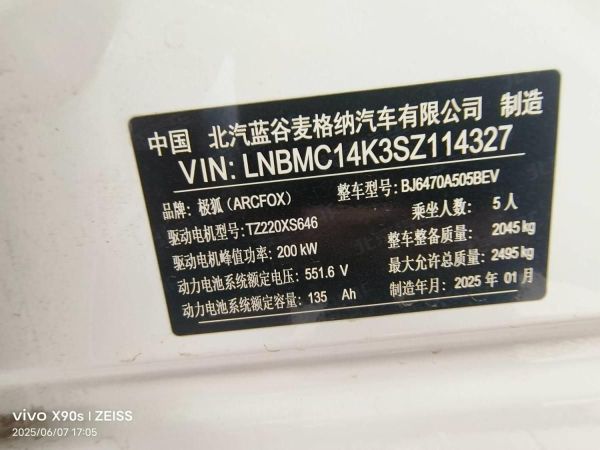 中国 北汽蓝谷麦格纳汽车有限公司 制造
VIN: LNBMC14K3SZ114327
品牌: 极狐(ARCFOX) 整车型号: BJ6470A505BEV
驱动电机型号: TZ220XS646 乘坐人数: 5 人
驱动电机峰值功率: 200 kW 整车整备质量: 2045kg
动力电池系统额定电压: 551.6 V 最大允许总质量: 2495kg
动力电池系统额定容量: 135 Ah 制造年月: 2025 年 01 月
vivo X90s | ZEISS
2025/06/07 17:05